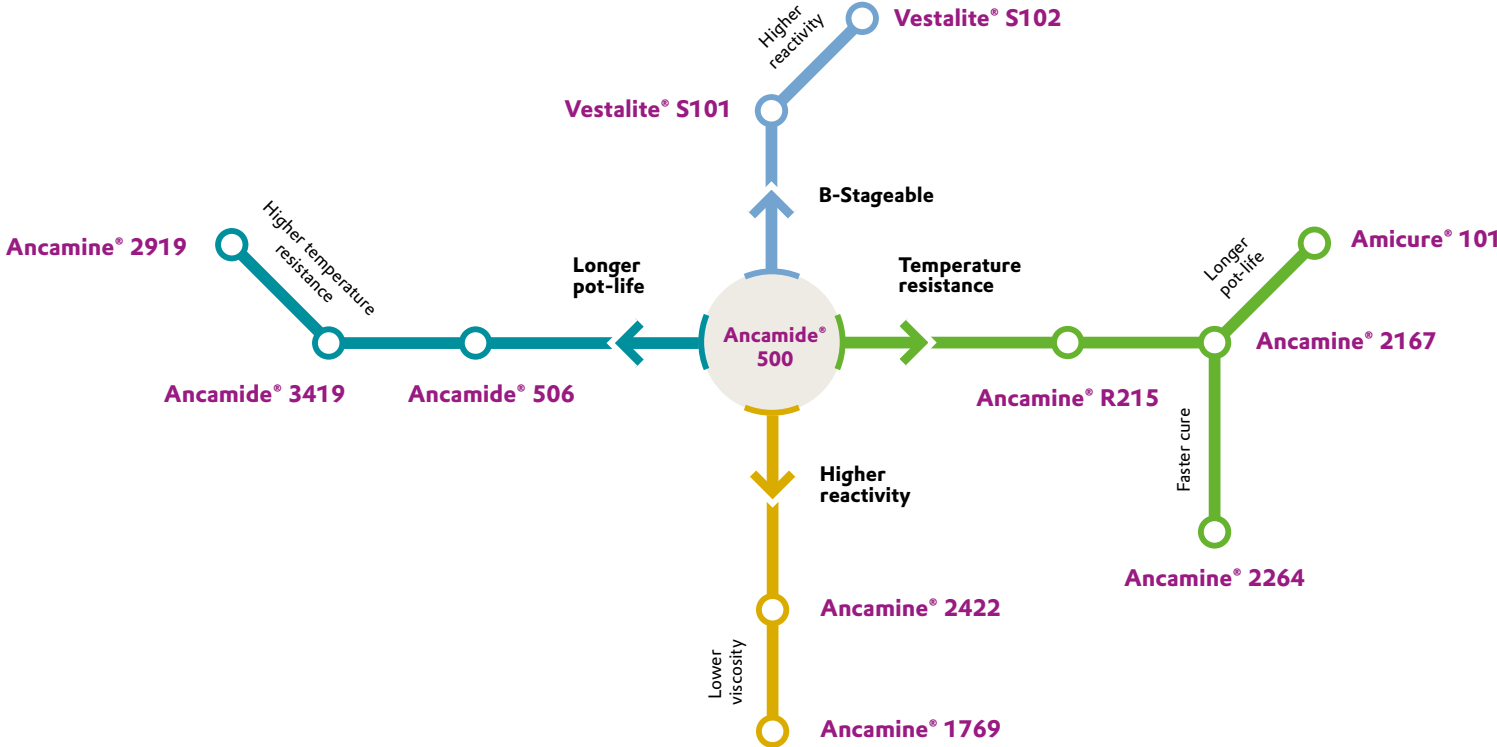 Higher
reactivity
Vestalite® S102
Vestalite® S101
B-Stageable
Ancamine® 2919
Higher temperature
resistance
Longer
pot-life
Temperature
resistance
Longer
pot-life
Amicure® 101
Ancamide®
500
Ancamine® 2167
Ancamide® 3419
Ancamide® 506
Ancamine® R215
Higher
reactivity
Faster cure
Ancamine® 2264
Ancamine® 2422
Lower
viscosity
Ancamine® 1769